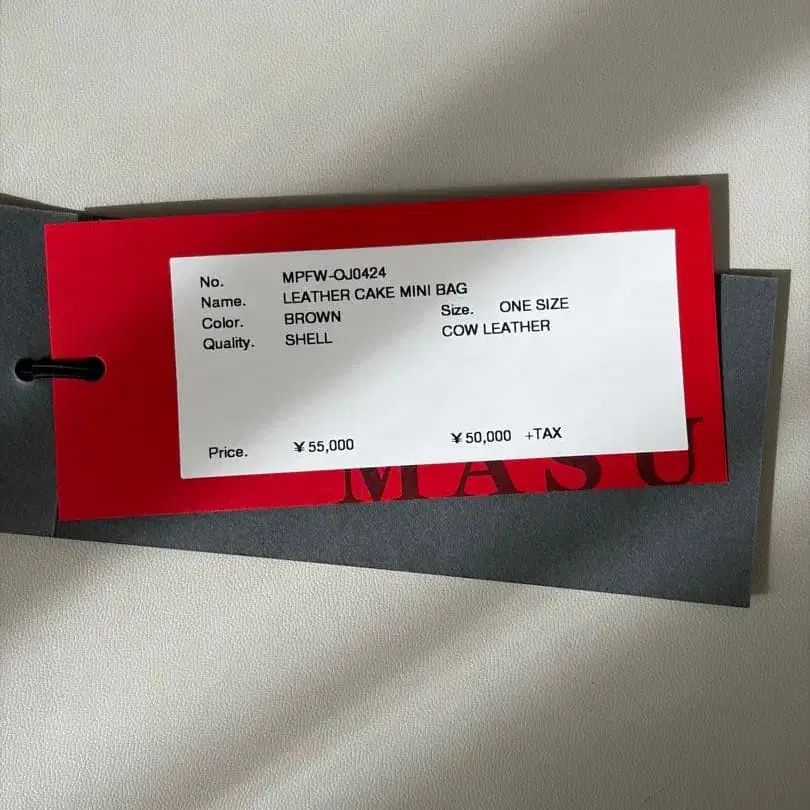 No. MPFW-OJ0424
Name. LEATHER CAKE MINI BAG
Color. BROWN Size. ONE SIZE
Quality. SHELL COW LEATHER
Price. ¥55,000 ¥50,000 +TAX
MASU